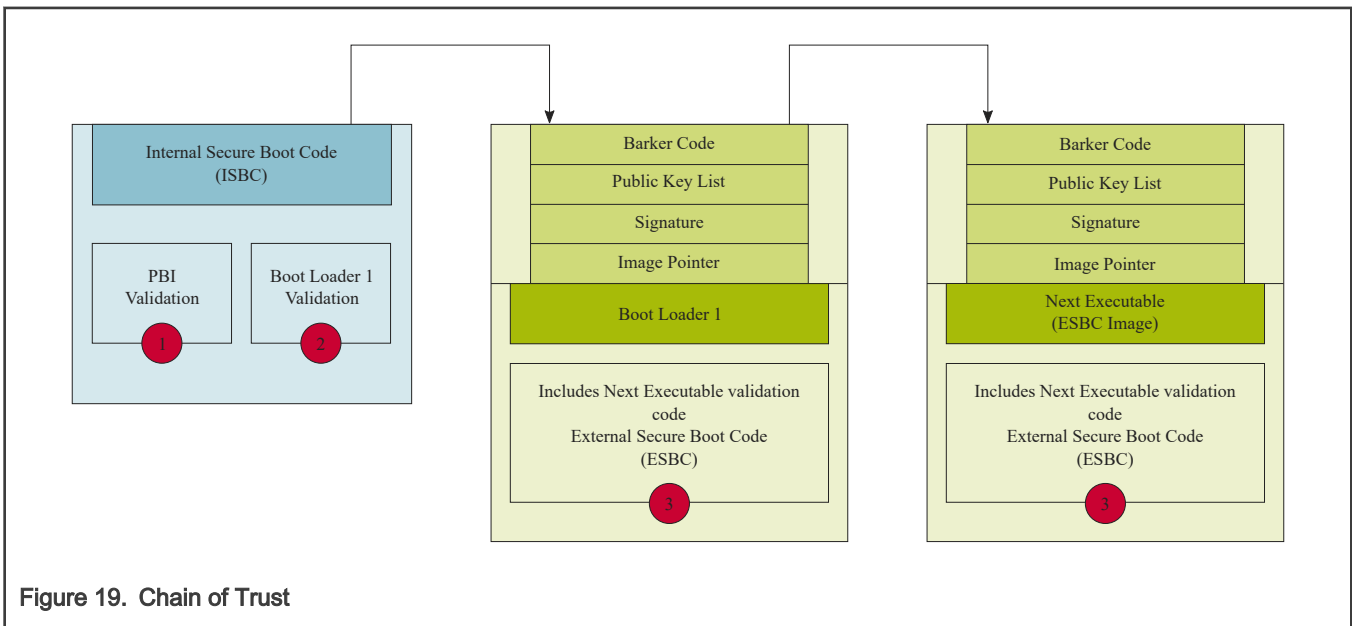 Internal Secure Boot Code
(ISBC)
PBI
Validation
1
Boot Loader 1
Validation
2
Barker Code
Public Key List
Signature
Image Pointer
Boot Loader 1
Includes Next Executable validation
code
External Secure Boot Code
(ESBC)
3
Barker Code
Public Key List
Signature
Image Pointer
Next Executable
(ESBC Image)
Includes Next Executable validation
code
External Secure Boot Code
(ESBC)
3
Figure 19. Chain of Trust